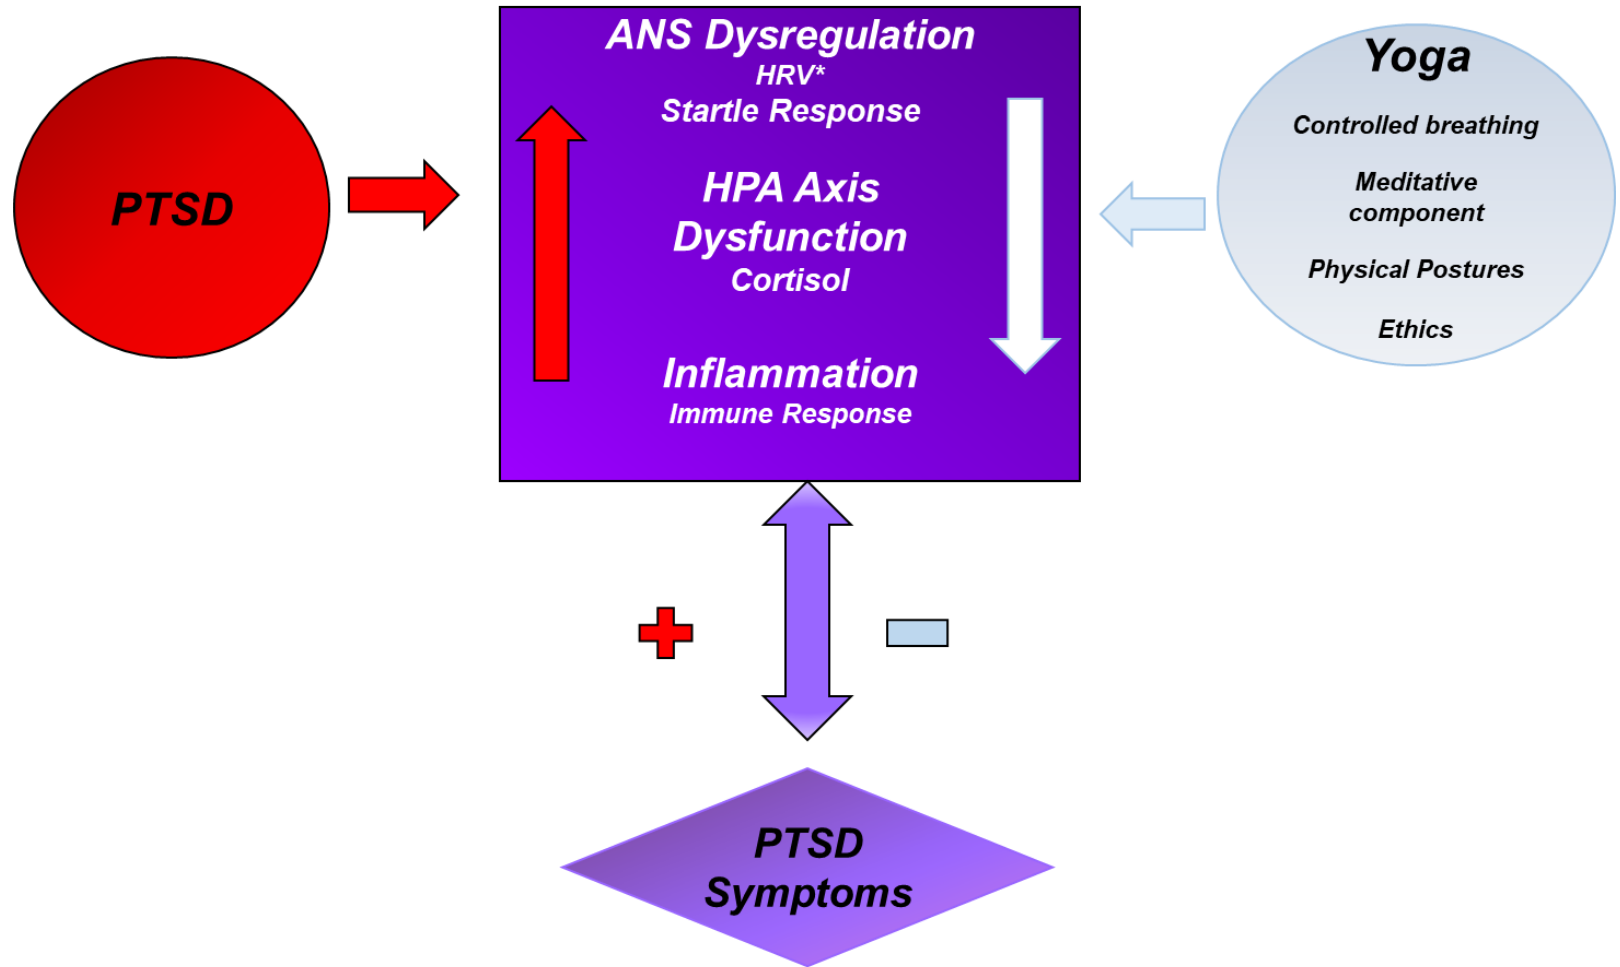 PTSD
ANS Dysregulation
HRV*
Startle Response
HPA Axis
Dysfunction
Cortisol
Inflammation
Immune Response
Yoga
Controlled breathing
Meditative
component
Physical Postures
Ethics
PTSD
Symptoms